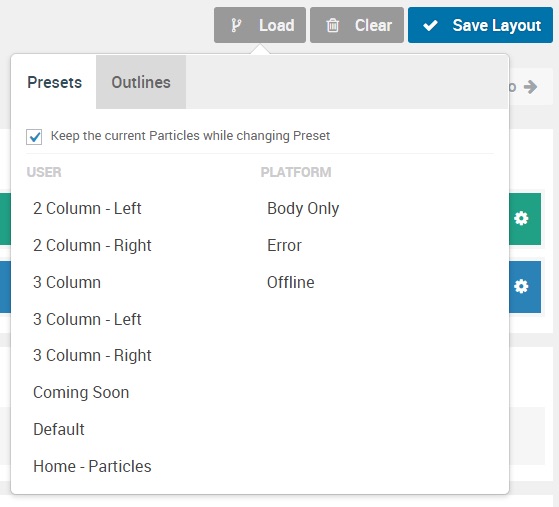 Load
Clear
Save Layout
Presets
Outlines
o
Keep the current Particles while changing Preset
USER
PLATFORM
2 Column - Left
Body Only
2 Column - Right
Error
3 Column
Offline
3 Column - Left
3 Column - Right
Coming Soon
Default
Home - Particles